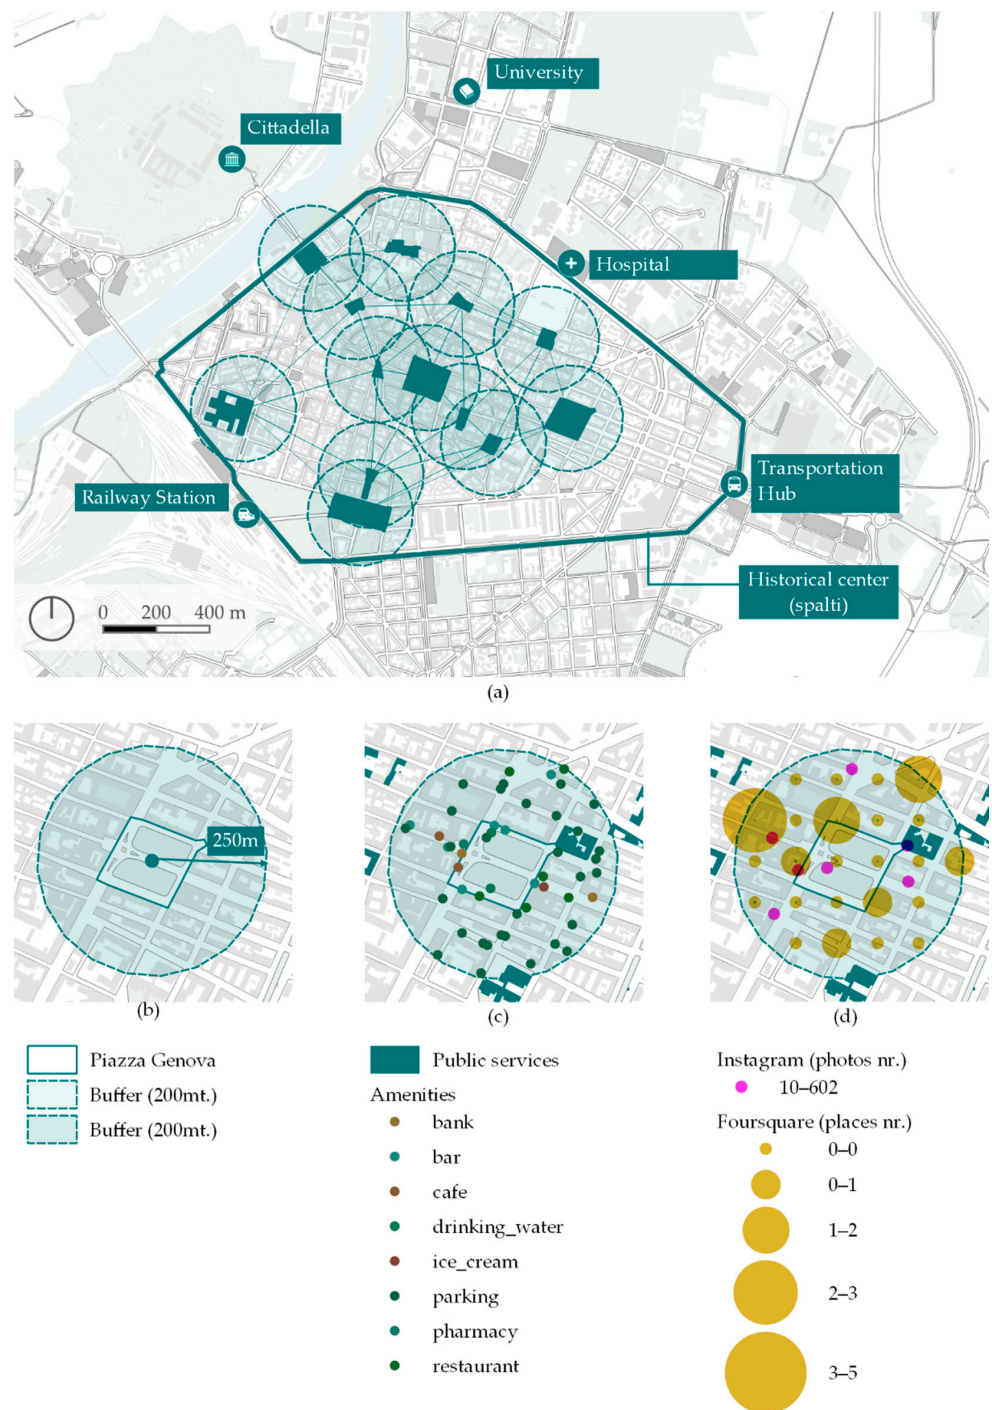 University
Cittadella
Hospital
Transportation
Hub
Railway Station
Historical center
(spalti)
0 200 400 m
(a)
250m
(b)
(c)
(d)
Piazza Genova
Buffer (200mt.)
Buffer (200mt.)
Public services
Amenities
bank
bar
cafe
drinking_water
ice_cream
parking
pharmacy
restaurant
Instagram (photos nr.)
10–602
Foursquare (places nr.)
0–0
0–1
1–2
2–3
3–5